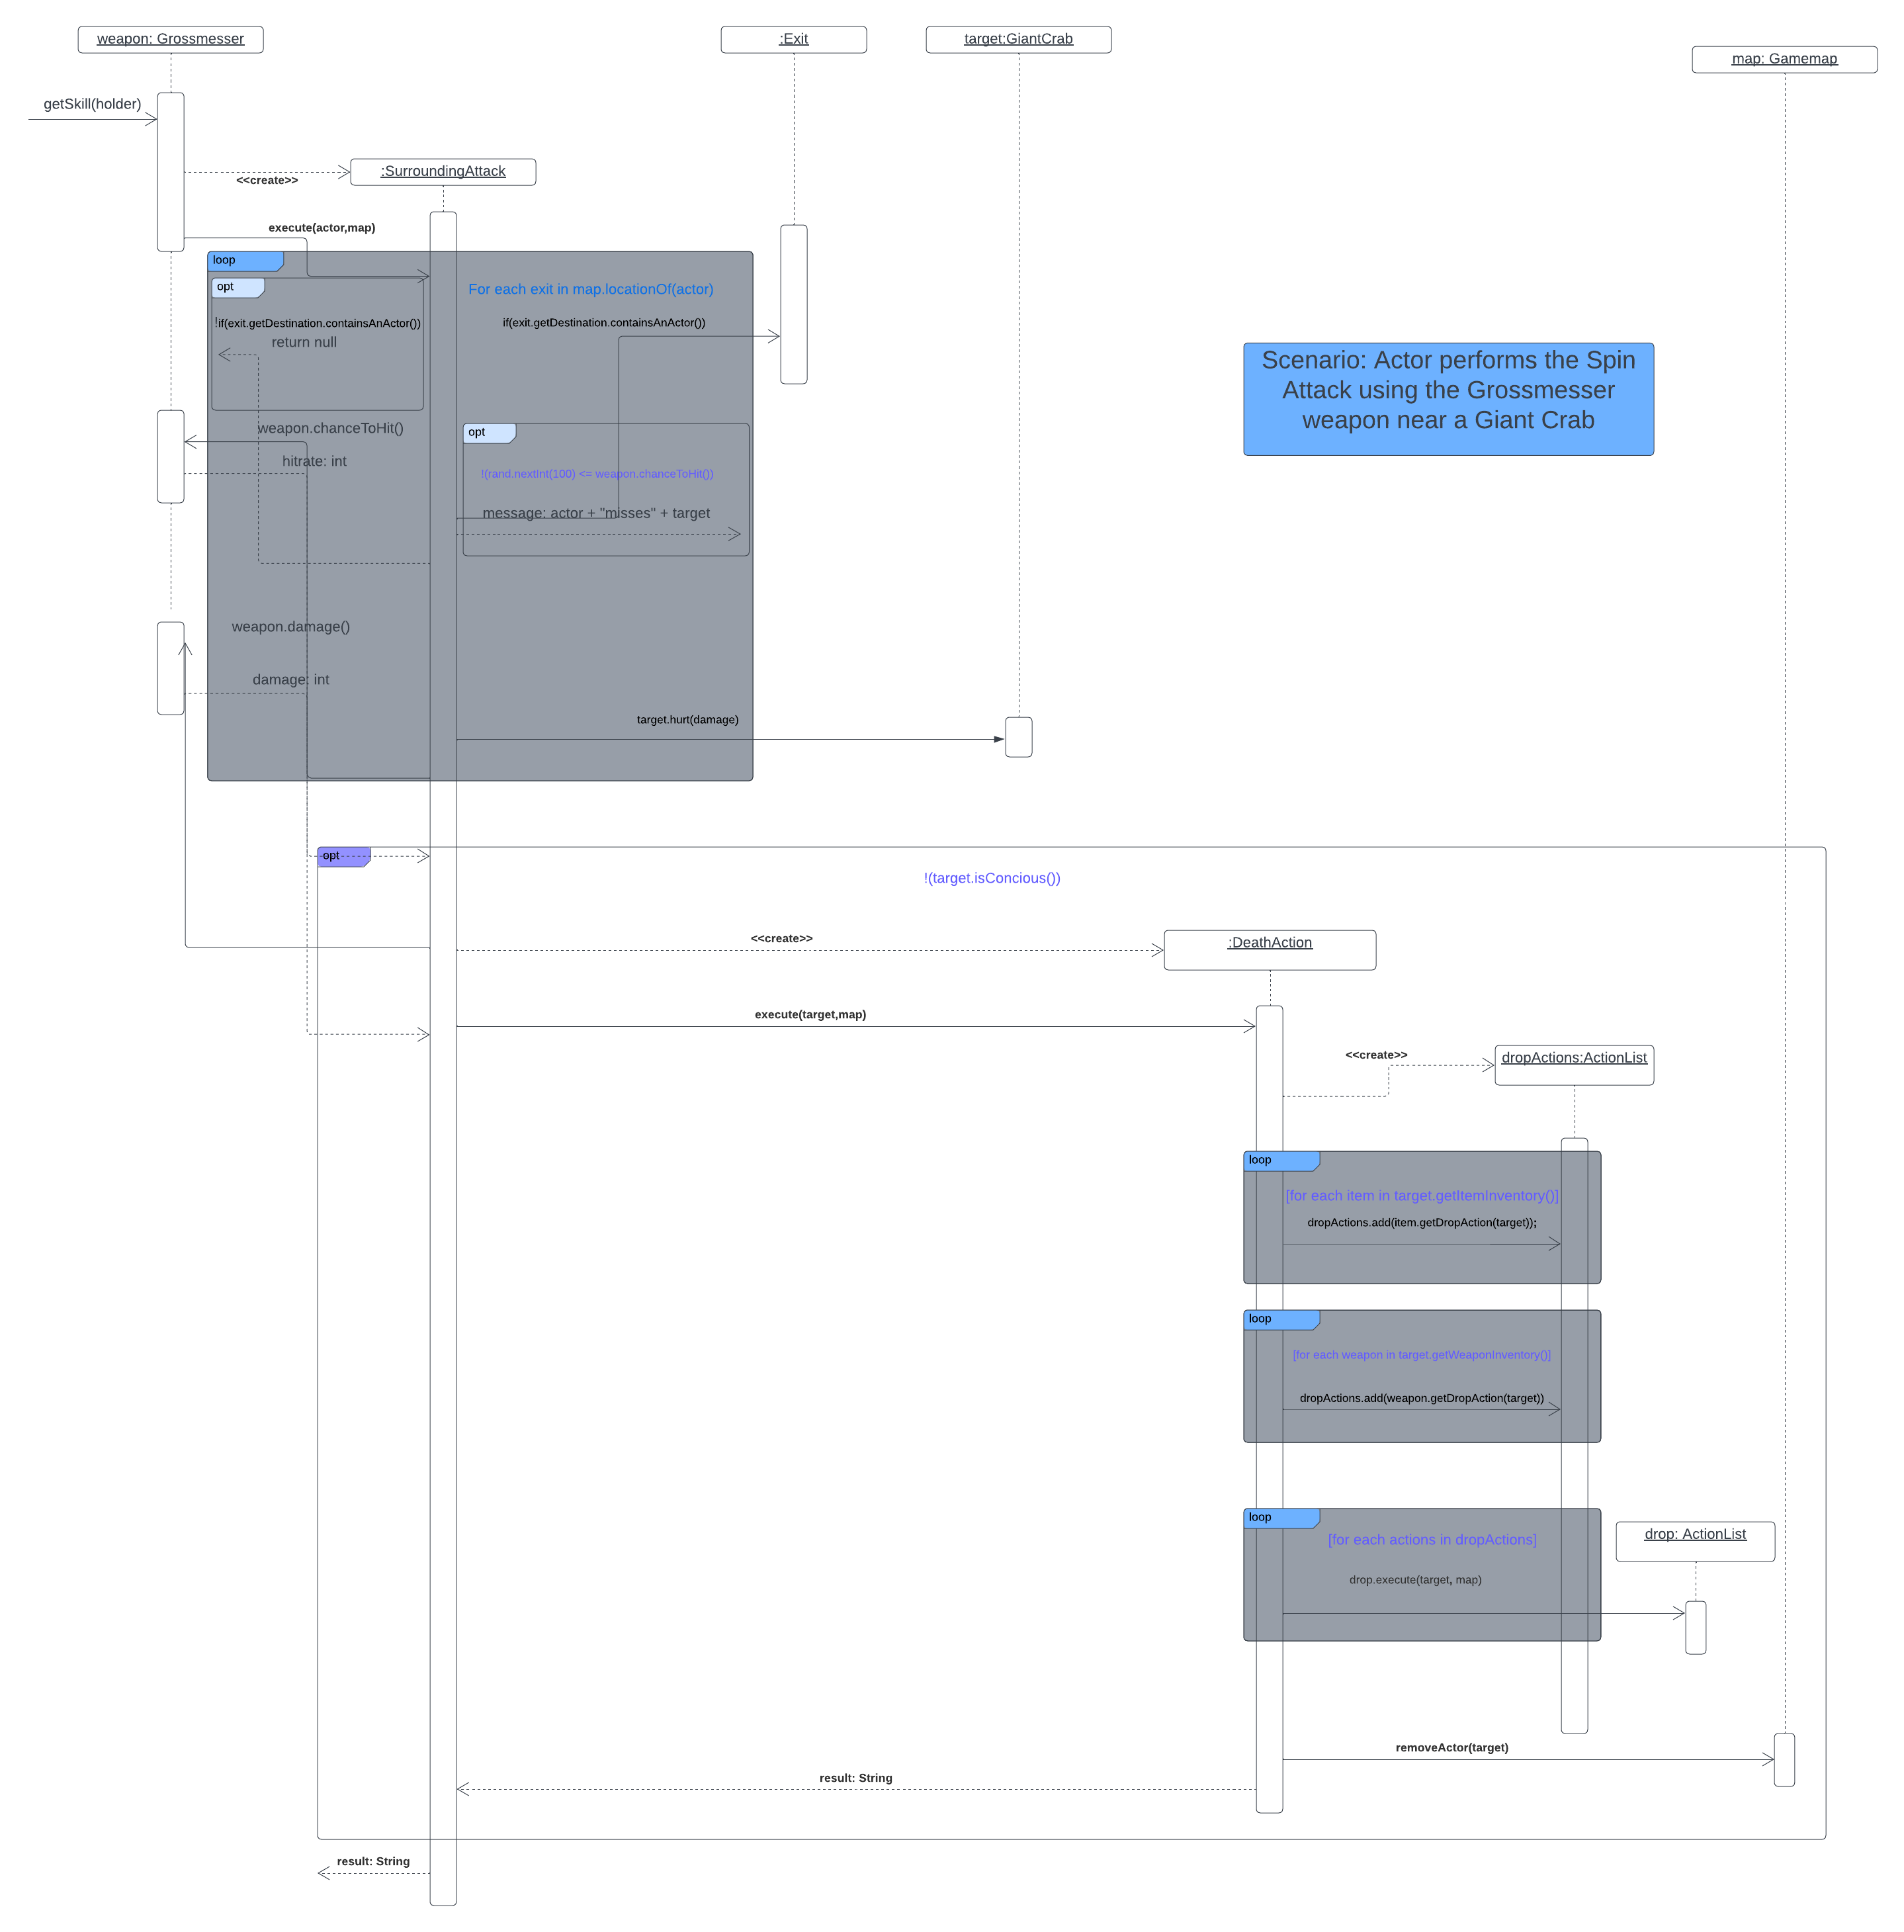 weapon: Grossmesser
:Exit
target:GiantCrab
map: Gamemap
getSkill(holder)
:SurroundingAttack
<<create>>
execute(actor,map)
loop
opt
For each exit in map.locationOf(actor)
!if(exit.getDestination.containsAnActor())
if(exit.getDestination.containsAnActor())
return null
Scenario: Actor performs the Spin
Attack using the Grossmesser
weapon near a Giant Crab
weapon.chanceToHit()
opt
hitrate: int
!(rand.nextInt(100) <= weapon.chanceToHit())
message: actor + "misses" + target
weapon.damage()
damage: int
target.hurt(damage)
opt
!(target.isConcious())
<<create>>
:DeathAction
execute(target,map)
<<create>>
dropActions:ActionList
loop
[for each item in target.getItemInventory()]
dropActions.add(item.getDropAction(target));
loop
[for each weapon in target.getWeaponInventory()]
dropActions.add(weapon.getDropAction(target))
loop
[for each actions in dropActions]
drop: ActionList
drop.execute(target, map)
removeActor(target)
result: String
result: String